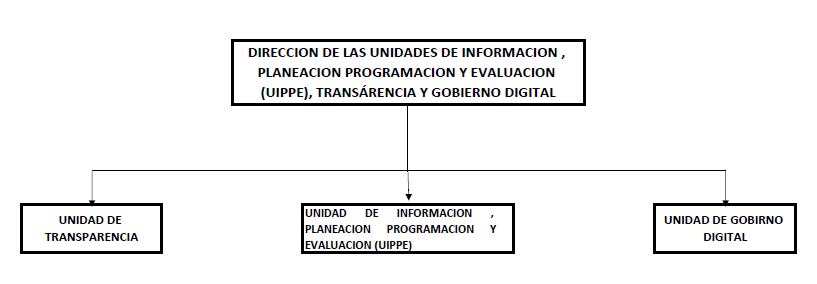 DIRECCION DE LAS UNIDADES DE INFORMACION ,
PLANEACION PROGRAMACION Y EVALUACION
(UIPPE), TRANSÁRENCIA Y GOBIERNO DIGITAL
UNIDAD DE
TRANSPARENCIA
UNIDAD DE INFORMACION ,
PLANEACION PROGRAMACION Y
EVALUACION (UIPPE)
UNIDAD DE GOBIRNO
DIGITAL